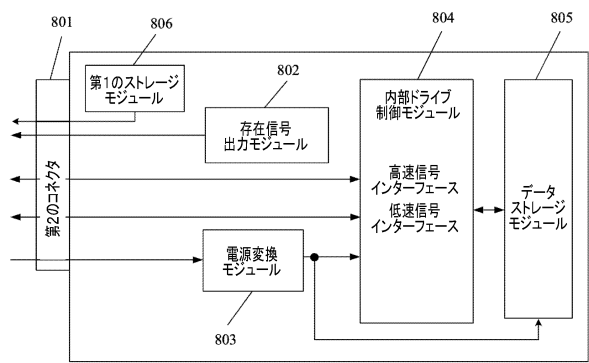 801
806
804
805
第1のストレージ
モジュール
802
存在信号
出力モジュール
内部ドライブ
制御モジュール
高速信号
インターフェース
低速信号
インターフェース
第2のコネクタ
データ
ストレージ
モジュール
電源変換
モジュール
803